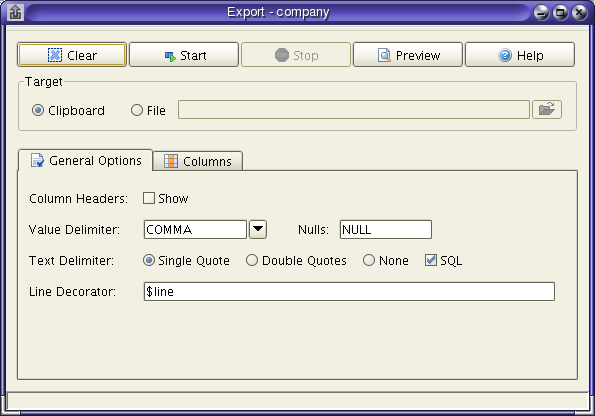 Export - company
Clear Start Stop Preview Help
Target
Clipboard File
General Options Columns
Column Headers: Show
Value Delimiter: COMMA Nulls: NULL
Text Delimiter: Single Quote Double Quotes None SQL
Line Decorator: $line